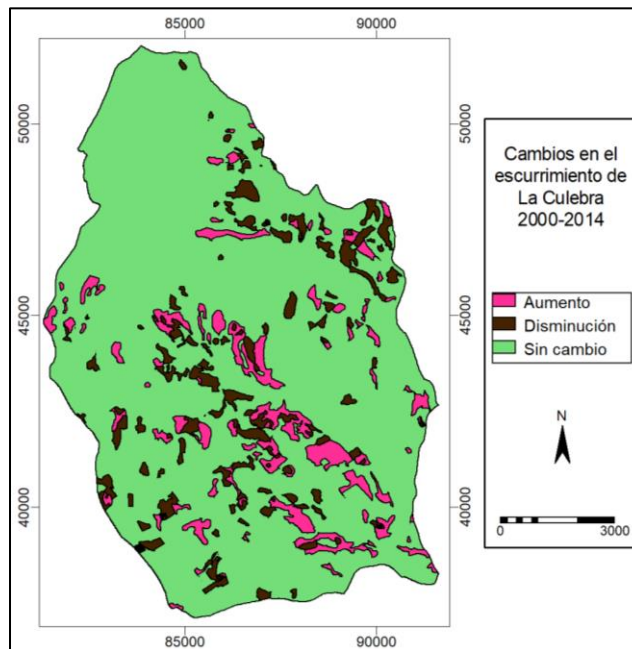 85000
90000
50000
50000
45000
45000
40000
40000
85000
90000
Cambios en el
escurrimiento de
La Culebra
2000-2014
Aumento
Disminución
Sin cambio
N
0
3000